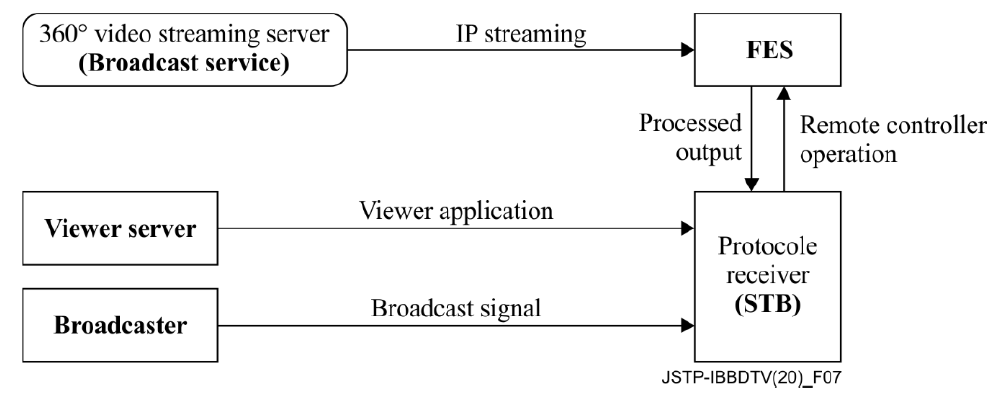 360° video streaming server
(Broadcast service)
IP streaming
FES
Processed
output
Remote controller
operation
Viewer server
Viewer application
Protocole
receiver
(STB)
Broadcaster
Broadcast signal
JSTP-IBBDTV(20)_F07